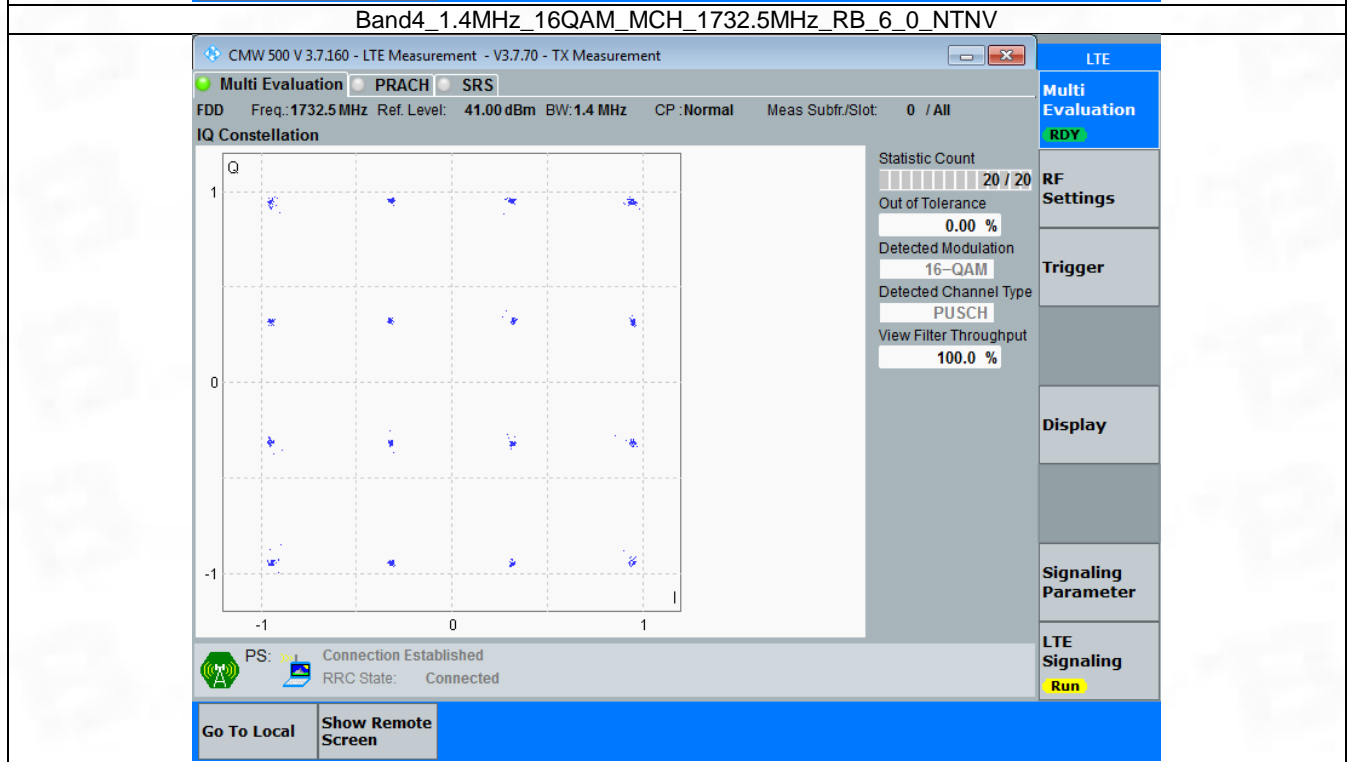 Band4_1.4MHz_16QAM_MCH_1732.5MHz_RB_6_0_NTNV
CMW 500 V 3.7.160 - LTE Measurement - V3.7.70 - TX Measurement
LTE
Multi Evaluation PRACH SRS
FDD Freq.:1732.5 MHz Ref. Level: 41.00 dBm BW:1.4 MHz CP :Normal Meas Subfr./Slot: 0 / All
IQ Constellation
Q
1
0
-1
-1 0 1
I
Statistic Count
20 / 20
Out of Tolerance
0.00 %
Detected Modulation
16-QAM
Detected Channel Type
PUSCH
View Filter Throughput
100.0 %
Multi
Evaluation
RDY
RF
Settings
Trigger
Display
Signaling
Parameter
LTE
Signaling
Run
PS: Connection Established
RRC State: Connected
Go To Local
Show Remote
Screen